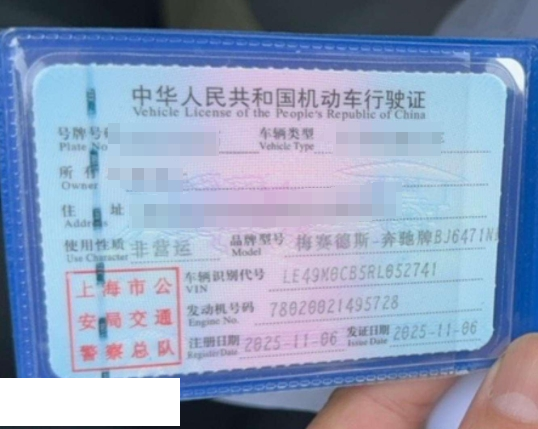 中华人民共和国机动车行驶证
Vehicle License of the People's Republic of China
号牌号码 车辆类型
Plate No. Vehicle Type
所有
Owner
住 址
Address
使用性质 非营运 品牌型号 梅赛德斯-奔驰牌BJ6471N
Use Character Model
上海市公
安局交通
警察总队
车辆识别代号 LE49M0CB5RL052741
VIN
发动机号码 78020021495728
Engine No.
注册日期 2025-11-06 发证日期 2025-11-06
Register Date Issue Date